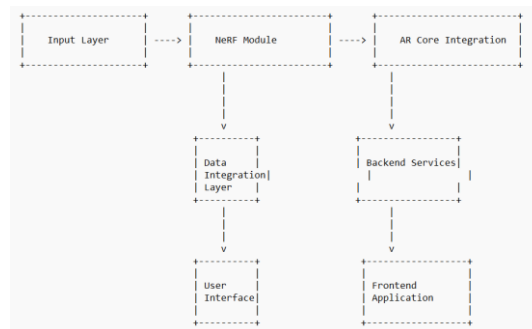 Input Layer ----> NeRF Module ----> AR Core Integration
v v
Data
Integration
Layer
Backend Services
v v
User
Interface
Frontend
Application